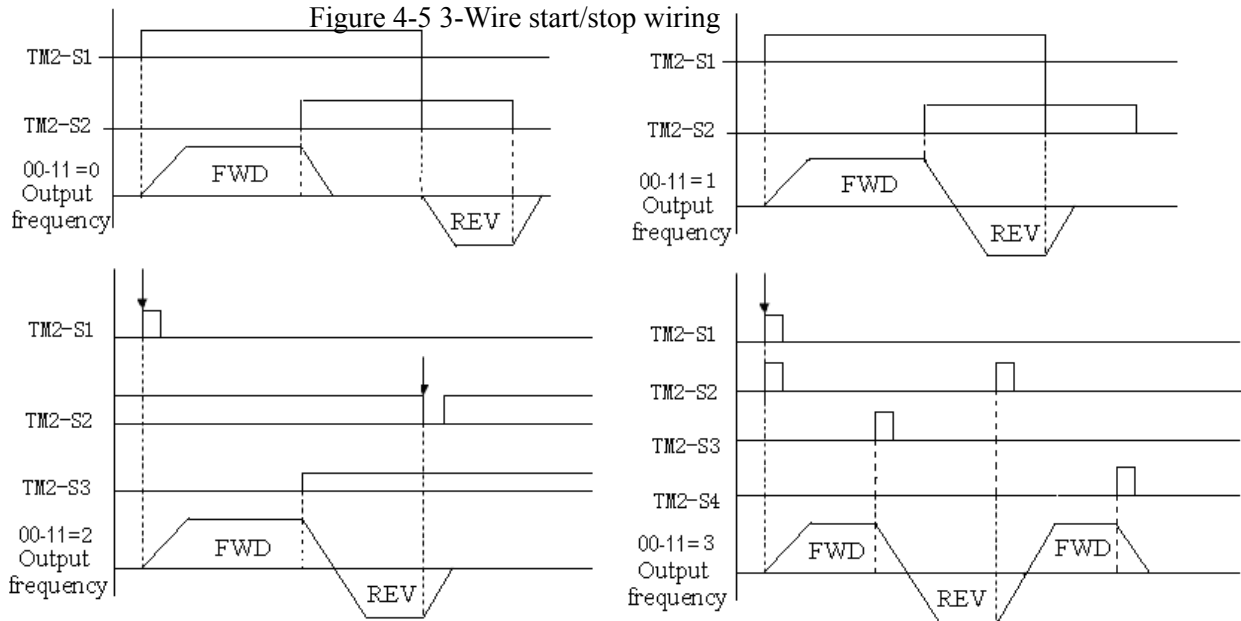 Figure 4-5 3-Wire start/stop wiring
TM2-S1
TM2-S2
00-11=0
Output
frequency
FWD
REV
TM2-S1
TM2-S2
00-11=1
Output
frequency
FWD
REV
TM2-S1
TM2-S2
TM2-S3
00-11=2
Output
frequency
FWD
REV
TM2-S1
TM2-S2
TM2-S3
TM2-S4
00-11=3
Output
frequency
FWD
REV
FWD